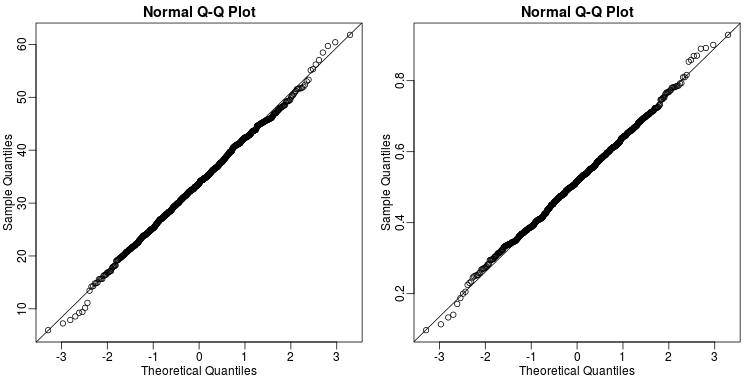 Normal Q-Q Plot
Sample Quantiles
10 20 30 40 50 60
-3 -2 -1 0 1 2 3
Theoretical Quantiles
Normal Q-Q Plot
Sample Quantiles
0.2 0.4 0.6 0.8
-3 -2 -1 0 1 2 3
Theoretical Quantiles